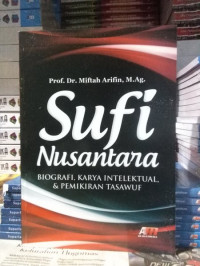 Prof. Dr. Miftah Arifin, M.Ag.
Sufi
Nusantara
BIOGRAFI, KARYA INTELEKTUAL,
& PEMIKIRAN TASAWUF